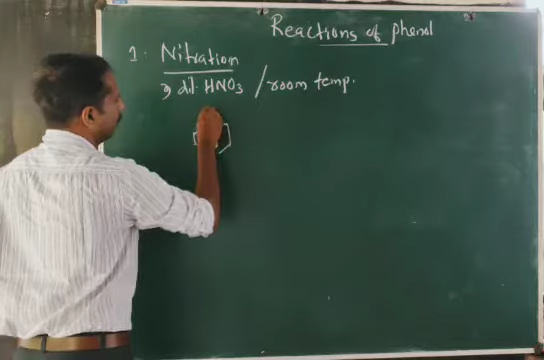 Reactions of phenol
1. Nitration
i) dil. HNO3 / room temp.